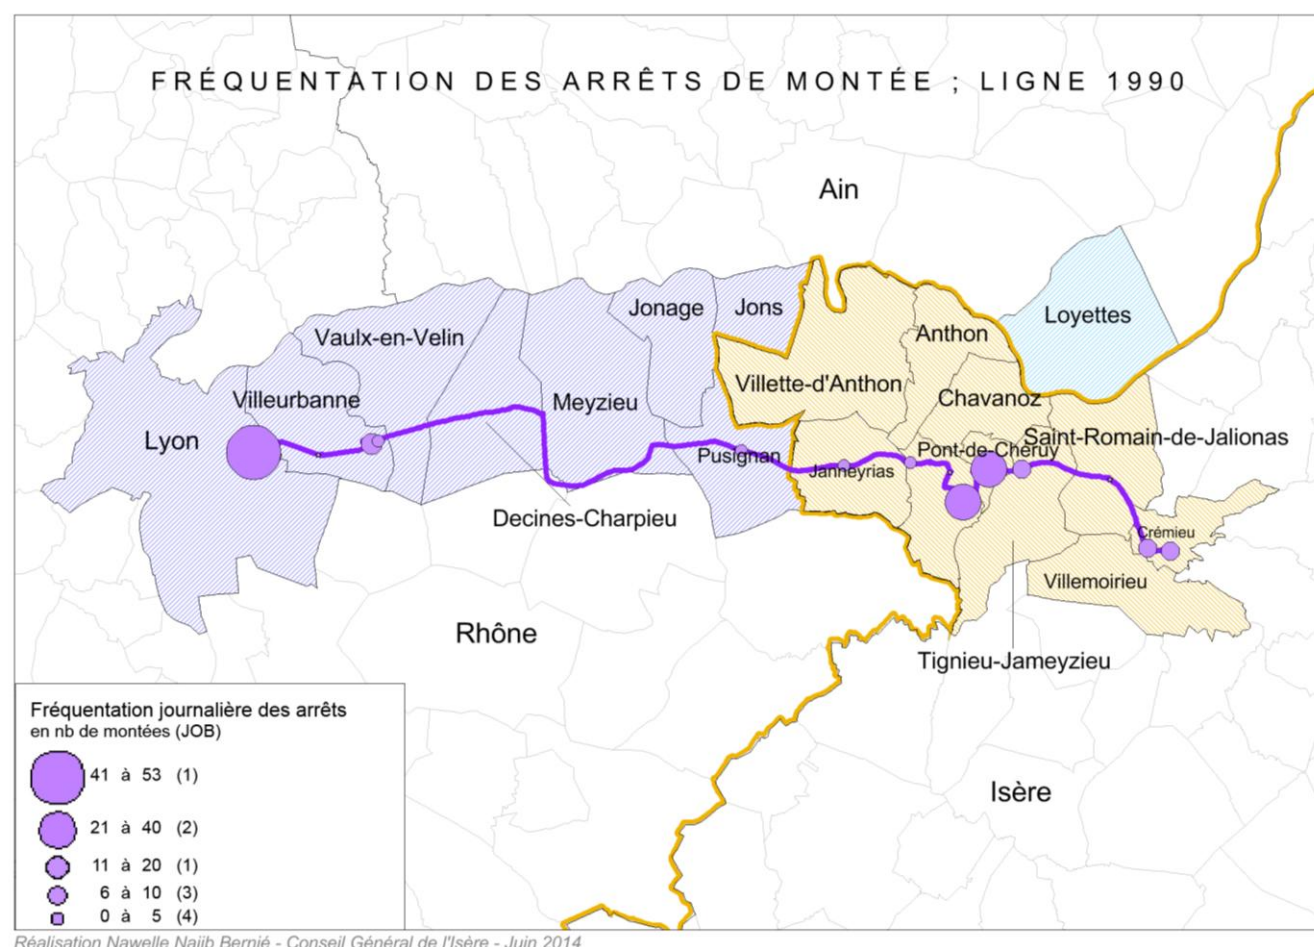 FRÉQUENTATION DES ARRÊTS DE MONTÉE ; LIGNE 1990
Ain
Loyettes
Jonage
Jons
Anthon
Vaulx-en-Velin
Villette-d'Anthon
Chavanoz
Villeurbanne
Meyzieu
Lyon
Saint-Romain-de-Jalionas
Pont-de-Chéruy
Pusignan
Janneyrias
Decines-Charpieu
Crémieu
Villemoirieu
Rhône
Tignieu-Jameyzieu
Isère
Fréquentation journalière des arrêts
en nb de montées (JOB)
41 à 53 (1)
21 à 40 (2)
11 à 20 (1)
6 à 10 (3)
0 à 5 (4)
Réalisation Nawelle Najib Bernié - Conseil Général de l'Isère - Juin 2014